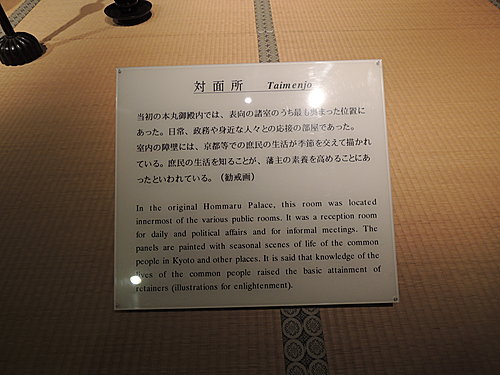 対面所 Taimenjo
当初の本丸御殿内では、表向の諸室のうち最も奥まった位置に
あった。日常、政務や身近な人々との応接の部屋であった。
室内の障壁には、京都等での庶民の生活が季節を交えて描かれ
ている。庶民の生活を知ることが、藩主の素養を高めることにあ
ったといわれている。（勧戒画）
In the original Hommaru Palace, this room was located
innermost of the various public rooms. It was a reception room
for daily and political affairs and for informal meetings. The
panels are painted with seasonal scenes of life of the common
people in Kyoto and other places. It is said that knowledge of the
lives of the common people raised the basic attainment of
retainers (illustrations for enlightenment).